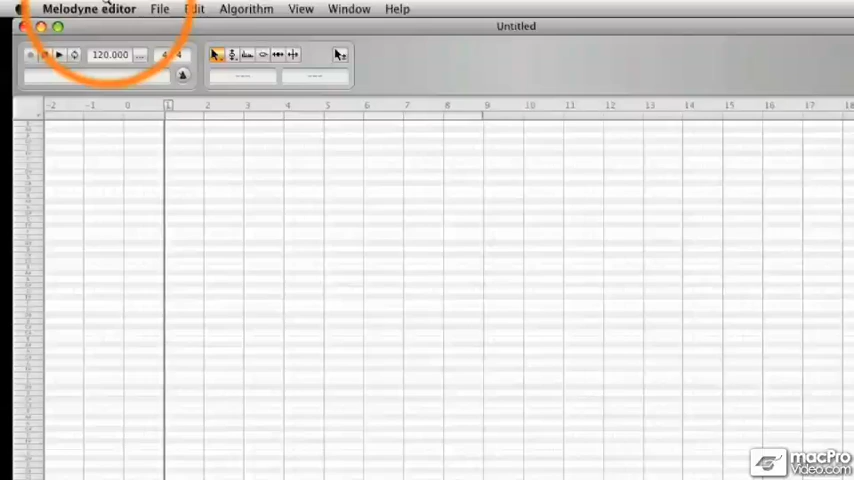 Melodyne editor File Edit Algorithm View Window Help
Untitled
120.000 ...
--- ---
-2 -1 0 1 2 3 4 5 6 7 8 9 10 11 12 13 14 15 16 17 18
macPro
Video.com